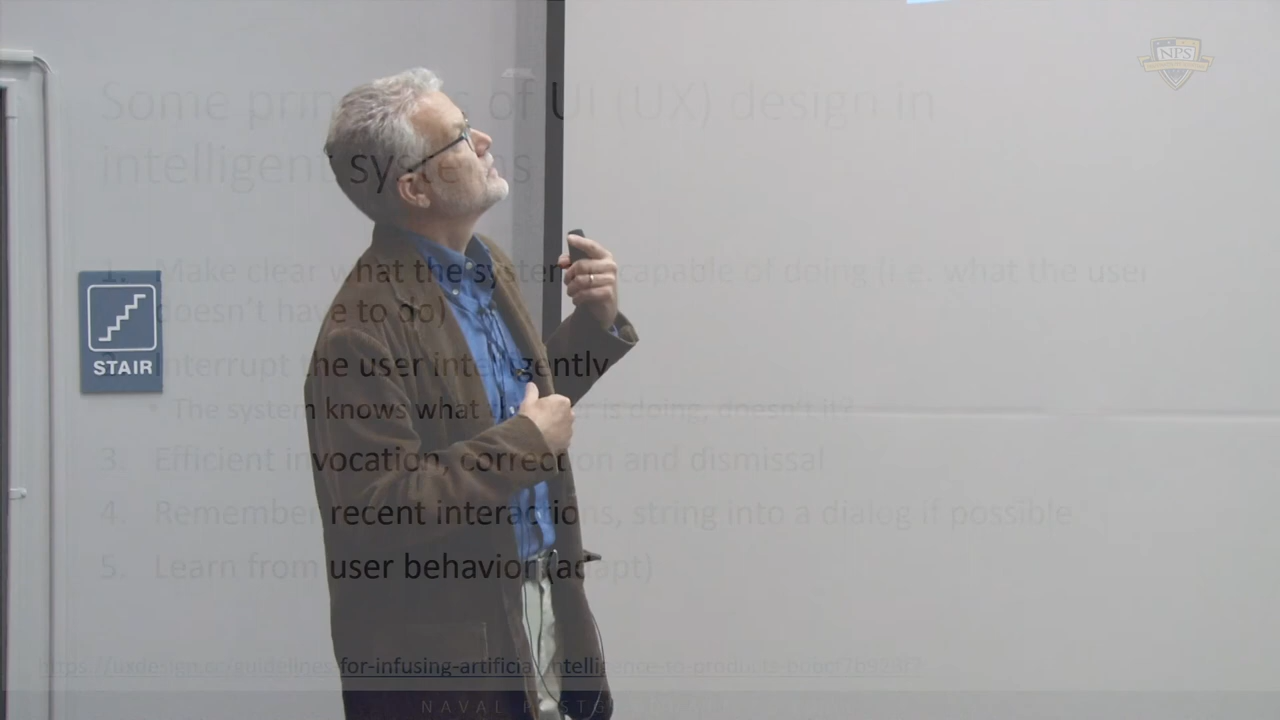 NPS
Some principles of UI (UX) design in
intelligent systems
1. Make clear what the system is capable of doing (i.e. what the user
doesn't have to do)
2. Interrupt the user intelligently
• The system knows what the user is doing, doesn't it?
3. Efficient invocation, correction and dismissal
4. Remember recent interactions, string into a dialog if possible
5. Learn from user behavior (adapt)
STAIR
NAVAL